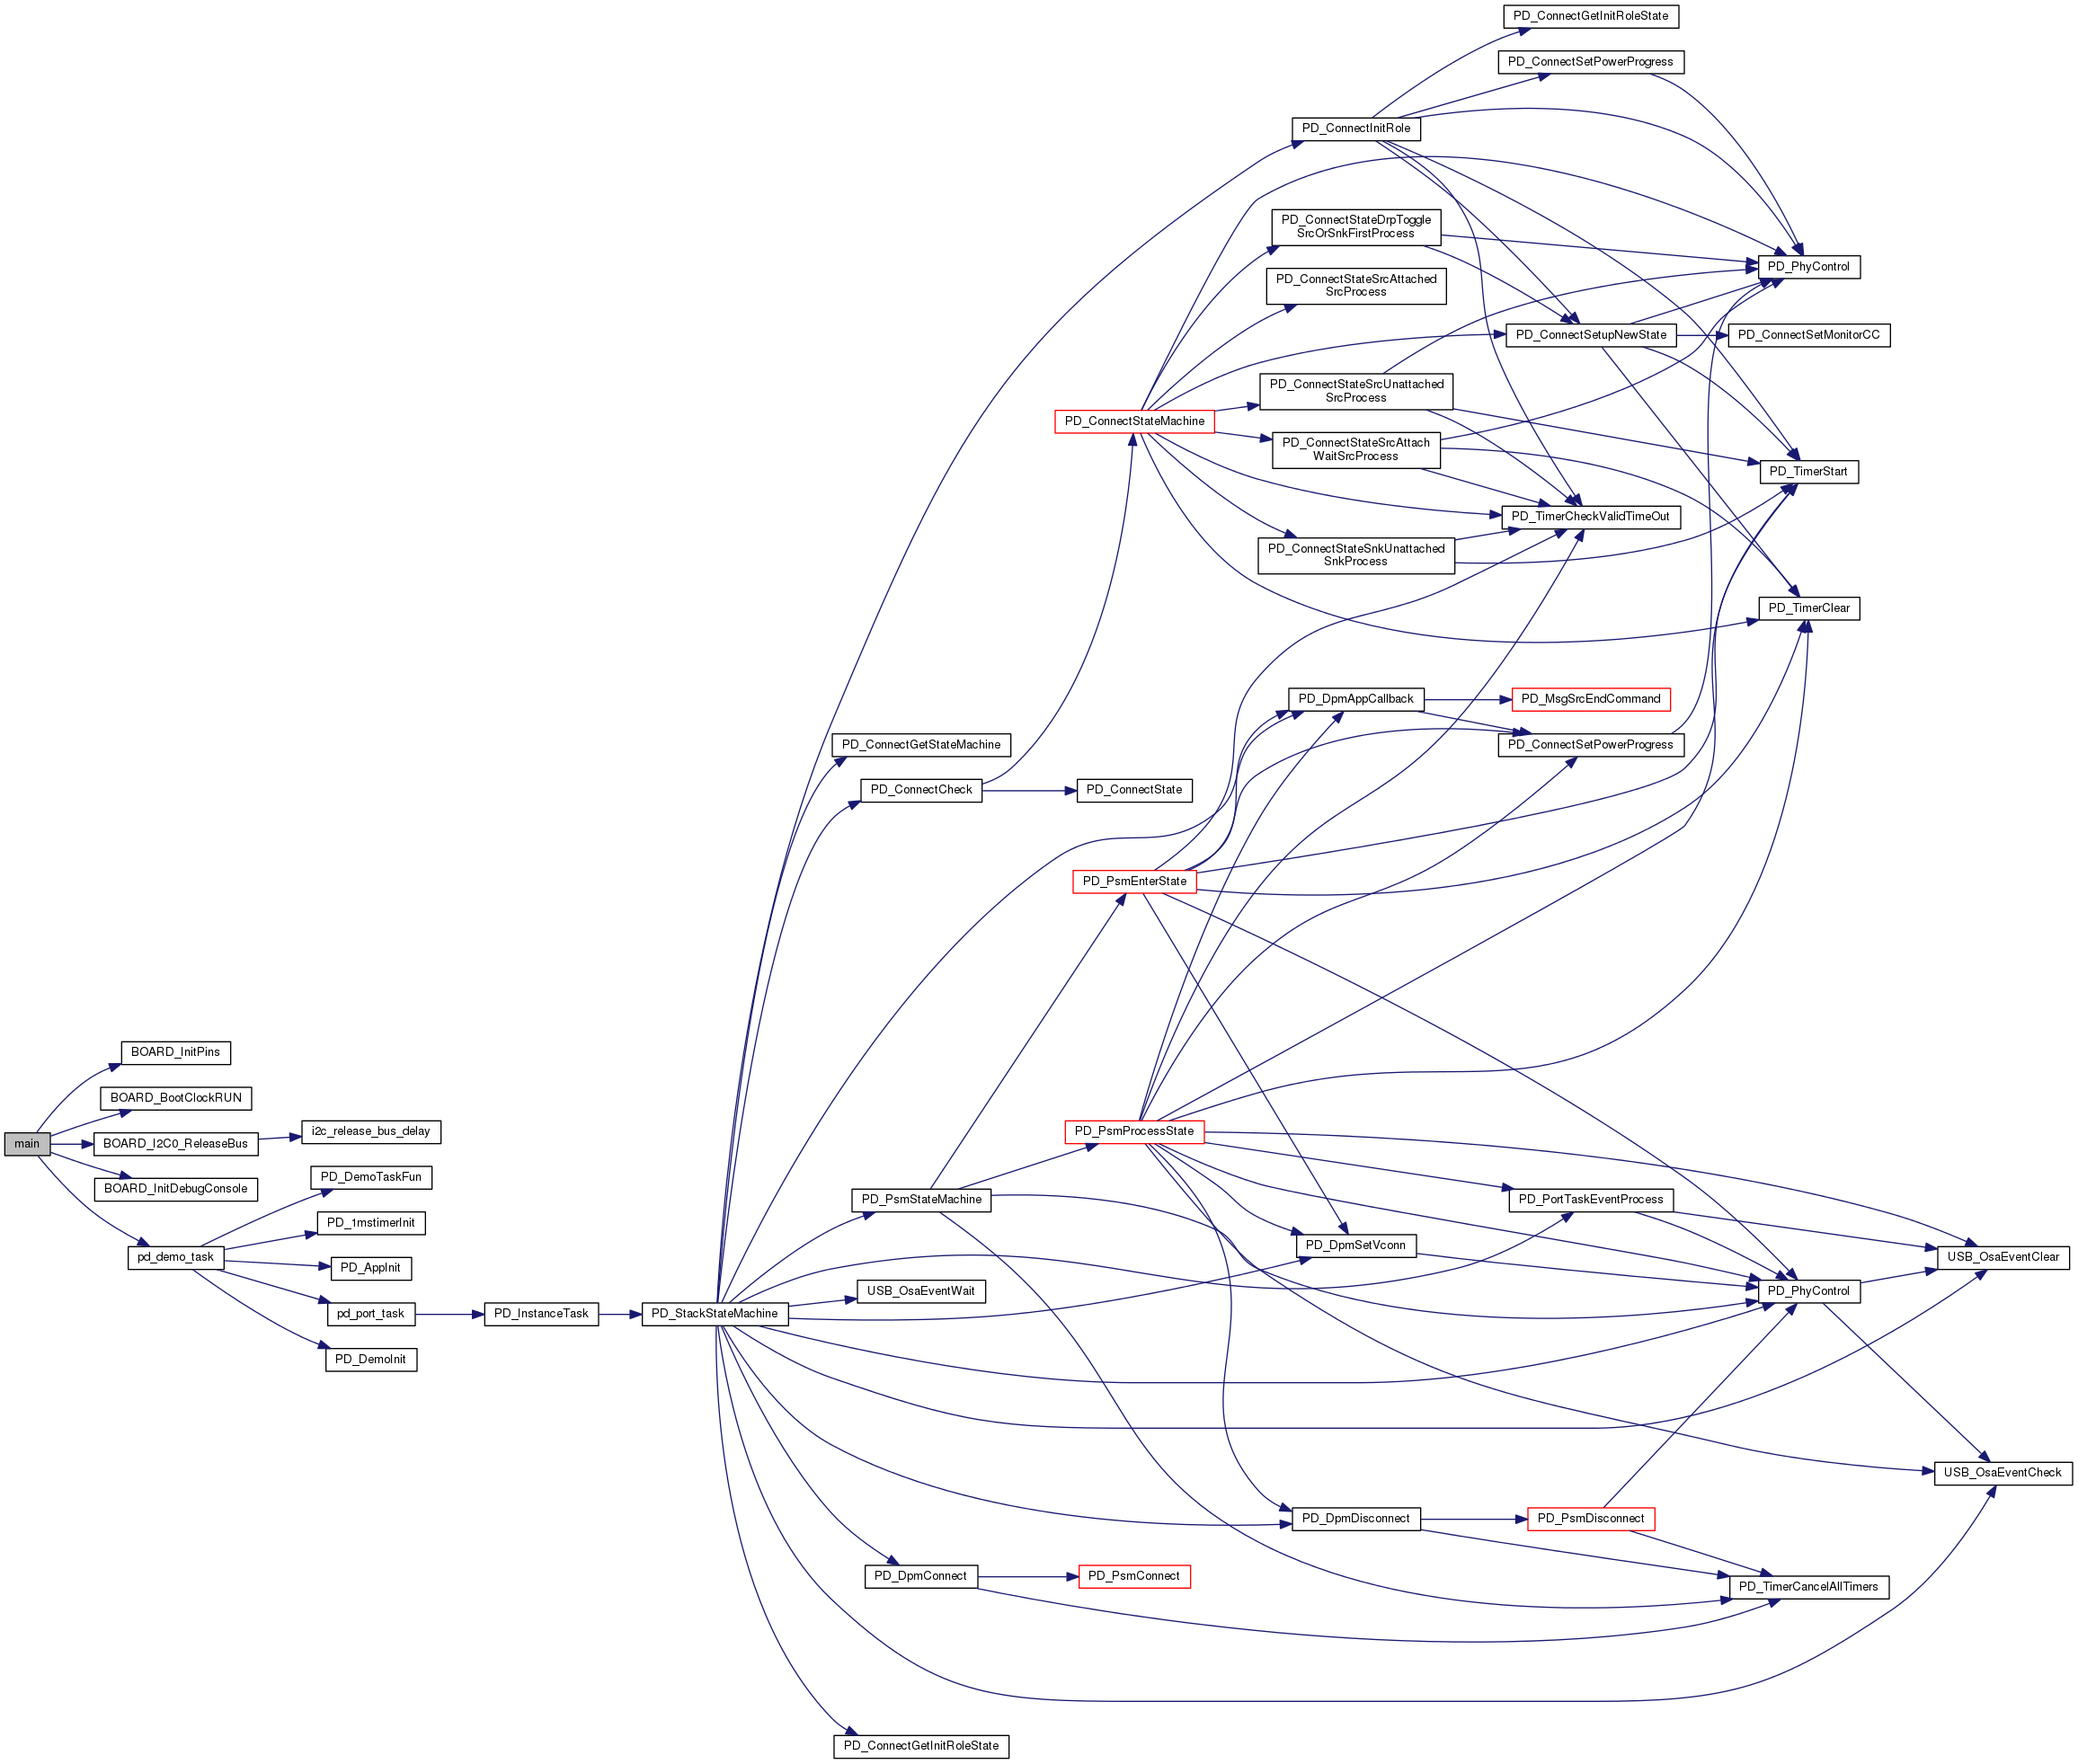 PD_ConnectGetInitRoleState
PD_ConnectSetPowerProgress
PD_ConnectInitRole
PD_ConnectStateDrpToggle
SrcOrSnkFirstProcess
PD_PhyControl
PD_ConnectStateSrcAttached
SrcProcess
PD_ConnectSetupNewState
PD_ConnectSetMonitorCC
PD_ConnectStateSrcUnattached
SrcProcess
PD_ConnectStateMachine
PD_ConnectStateSrcAttach
WaitSrcProcess
PD_TimerStart
PD_TimerCheckValidTimeOut
PD_ConnectStateSnkUnattached
SnkProcess
PD_TimerClear
PD_DpmAppCallback
PD_MsgSrcEndCommand
PD_ConnectGetStateMachine
PD_ConnectSetPowerProgress
PD_ConnectCheck
PD_ConnectState
PD_PsmEnterState
BOARD_InitPins
BOARD_BootClockRUN
main
BOARD_I2C0_ReleaseBus
i2c_release_bus_delay
PD_PsmProcessState
BOARD_InitDebugConsole
PD_DemoTaskFun
PD_PsmStateMachine
PD_PortTaskEventProcess
PD_1mstimerInit
pd_demo_task
PD_AppInit
PD_DpmSetVconn
USB_OsaEventClear
pd_port_task
PD_InstanceTask
PD_StackStateMachine
USB_OsaEventWait
PD_PhyControl
PD_DemoInit
USB_OsaEventCheck
PD_DpmDisconnect
PD_PsmDisconnect
PD_DpmConnect
PD_PsmConnect
PD_TimerCancelAllTimers
PD_ConnectGetInitRoleState